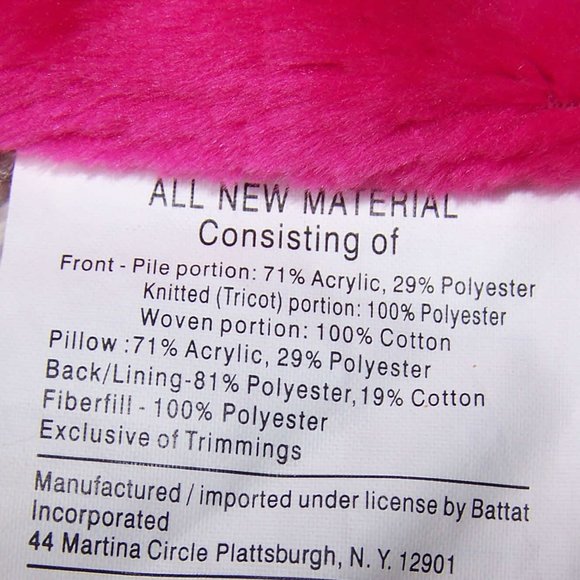 ALL NEW MATERIAL
Consisting of
Front - Pile portion: 71% Acrylic, 29% Polyester
Knitted (Tricot) portion: 100% Polyester
Woven portion: 100% Cotton
Pillow :71% Acrylic, 29% Polyester
Back/Lining-81% Polyester,19% Cotton
Fiberfill - 100% Polyester
Exclusive of Trimmings
Manufactured / imported under license by Battat
Incorporated
44 Martina Circle Plattsburgh, N. Y. 12901